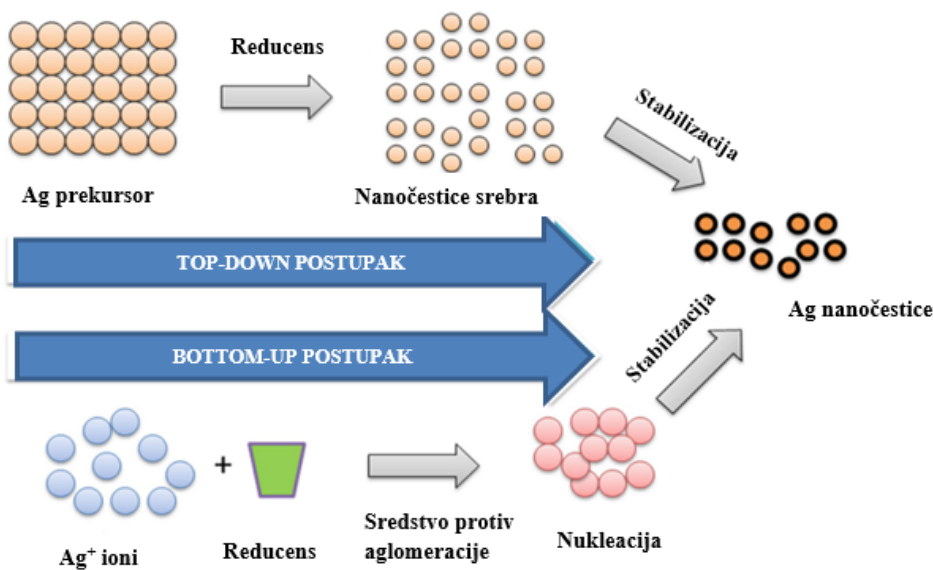 Reducens
Stabilizacija
Ag prekursor
Nanočestice srebra
TOP-DOWN POSTUPAK
Ag nanočestice
BOTTOM-UP POSTUPAK
Stabilizacija
+
Ag⁺ ioni
Reducens
Sredstvo protiv
aglomeracije
Nukleacija